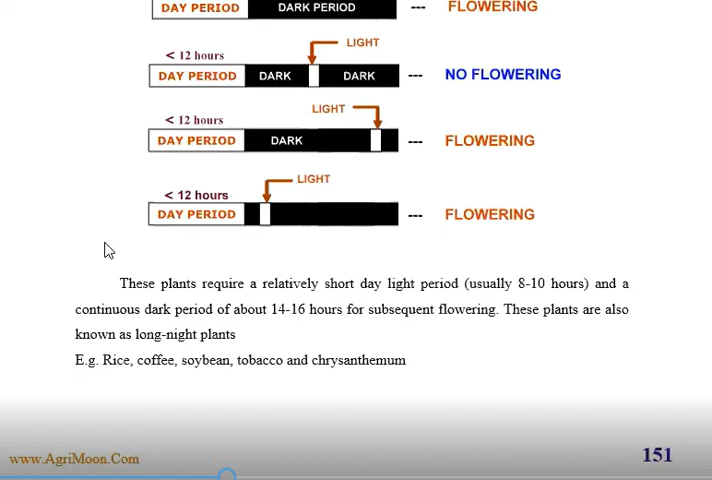 DAY PERIOD DARK PERIOD --- FLOWERING
LIGHT
< 12 hours
DAY PERIOD DARK DARK --- NO FLOWERING
LIGHT
< 12 hours
DAY PERIOD DARK --- FLOWERING
LIGHT
< 12 hours
DAY PERIOD --- FLOWERING
These plants require a relatively short day light period (usually 8-10 hours) and a
continuous dark period of about 14-16 hours for subsequent flowering. These plants are also
known as long-night plants
E.g. Rice, coffee, soybean, tobacco and chrysanthemum
www.AgriMoon.Com 151